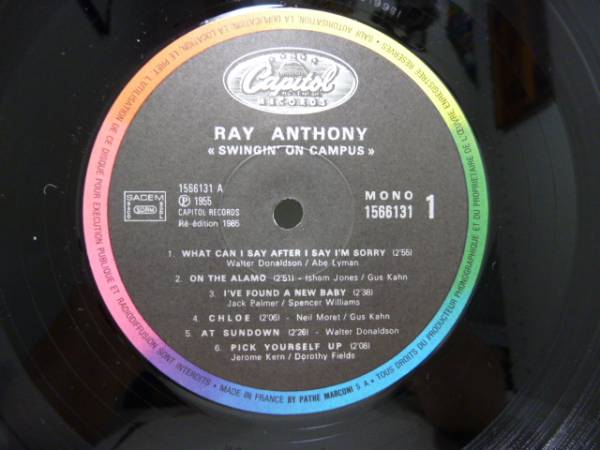 Capitol
RECORDS
RAY ANTHONY
« SWINGIN' ON CAMPUS »
1566131 A
Ⓟ 1955
CAPITOL RECORDS
Ré-édition 1985
SACEM
SDRM
MONO
1566131 1
1. WHAT CAN I SAY AFTER I SAY I'M SORRY (2'55)
Walter Donaldson / Abe Lyman
2. ON THE ALAMO (2'51) - Isham Jones / Gus Kahn
3. I'VE FOUND A NEW BABY (2'38)
Jack Palmer / Spencer Williams
4. CHLOE (2'05) - Neil Moret / Gus Kahn
5. AT SUNDOWN (2'26) - Walter Donaldson
6. PICK YOURSELF UP (2'08)
Jerome Kern / Dorothy Fields
• TOUS DROITS DU PRODUCTEUR PHONOGRAPHIQUE ET DU PROPRIETAIRE DE L'ŒUVRE ENREGISTREE RESERVES • SAUF AUTORISATION, LA DUPLICATION, LA LOCATION, LE PRET, L'UTILISATION DE CE DISQUE POUR EXECUTION PUBLIQUE ET RADIODIFFUSION SONT INTERDITS • MADE IN FRANCE BY PATHE MARCONI S A